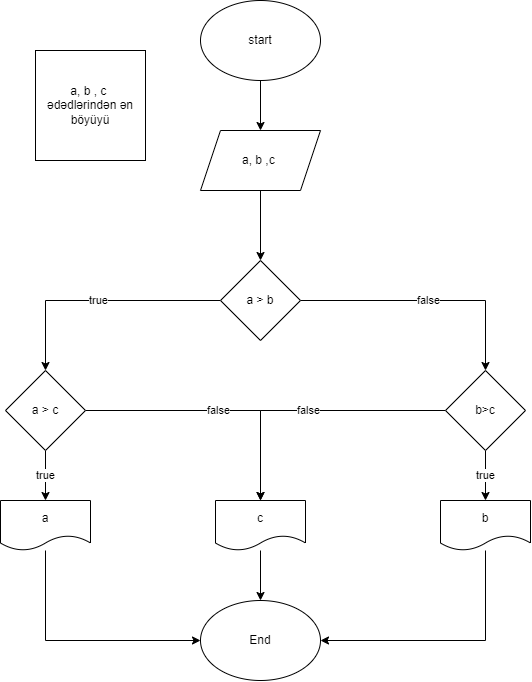 start
a, b , c
ədədlərindən ən
böyüyü
a, b ,c
a > b
true
false
a > c
false
false
b>c
true
true
a
c
b
End